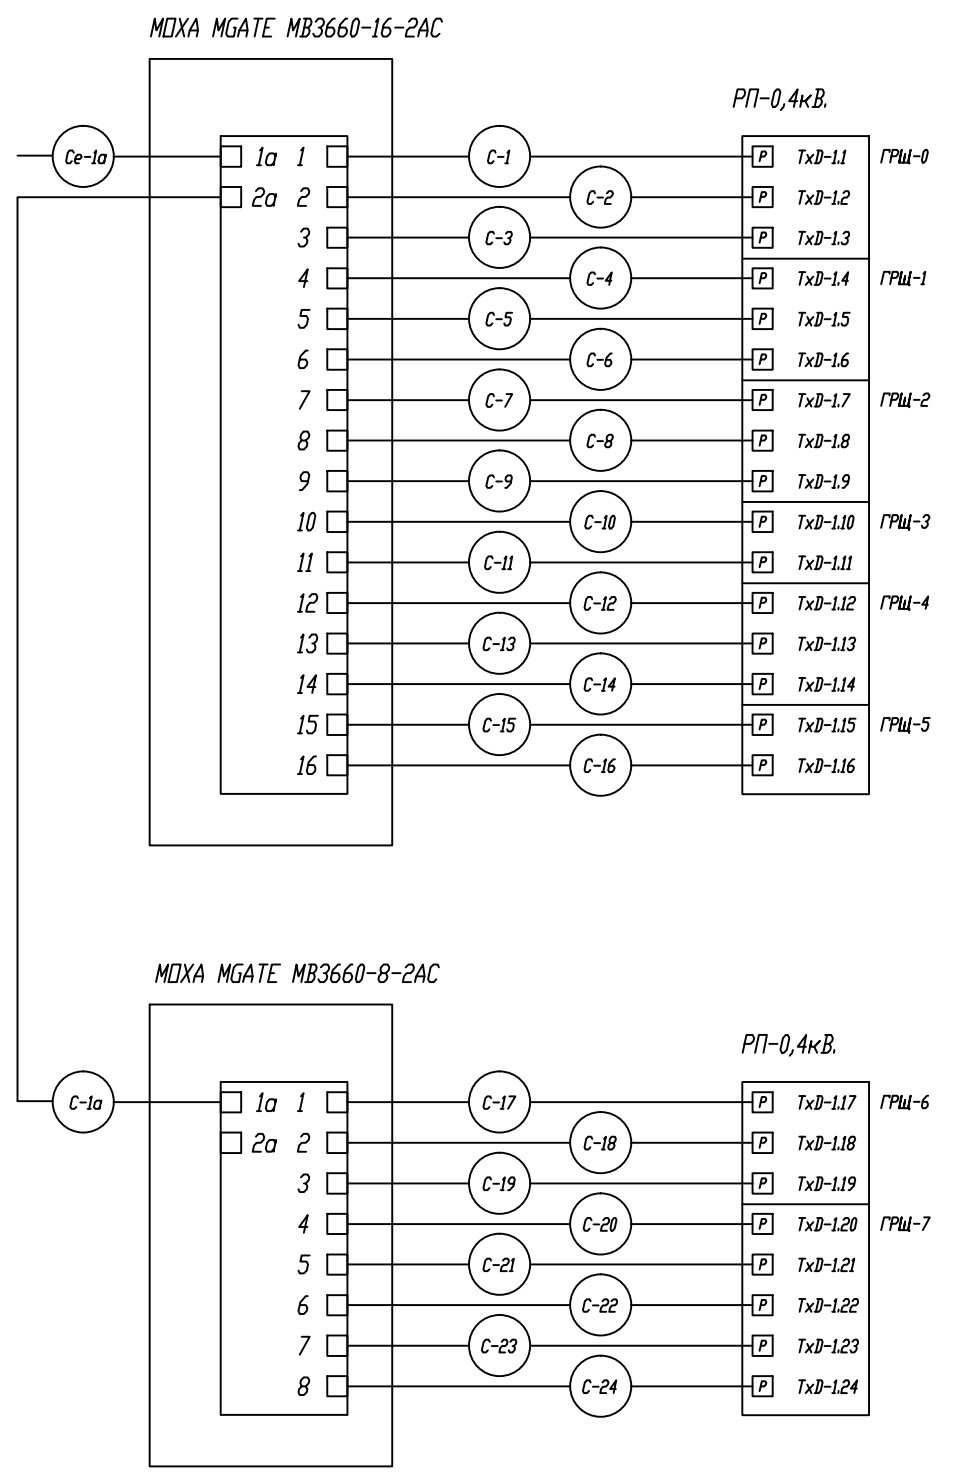 MOXA MGATE MB3660-16-2AC
РП-0,4кВ.
Се-1а 1а 1 С-1 Р TxD-1.1 ГРЩ-0
2а 2 С-2 Р TxD-1.2
3 С-3 Р TxD-1.3
4 С-4 Р TxD-1.4 ГРЩ-1
5 С-5 Р TxD-1.5
6 С-6 Р TxD-1.6
7 С-7 Р TxD-1.7 ГРЩ-2
8 С-8 Р TxD-1.8
9 С-9 Р TxD-1.9
10 С-10 Р TxD-1.10 ГРЩ-3
11 С-11 Р TxD-1.11
12 С-12 Р TxD-1.12 ГРЩ-4
13 С-13 Р TxD-1.13
14 С-14 Р TxD-1.14
15 С-15 Р TxD-1.15 ГРЩ-5
16 С-16 Р TxD-1.16
MOXA MGATE MB3660-8-2AC
РП-0,4кВ.
С-1а 1а 1 С-17 Р TxD-1.17 ГРЩ-6
2а 2 С-18 Р TxD-1.18
3 С-19 Р TxD-1.19
4 С-20 Р TxD-1.20 ГРЩ-7
5 С-21 Р TxD-1.21
6 С-22 Р TxD-1.22
7 С-23 Р TxD-1.23
8 С-24 Р TxD-1.24